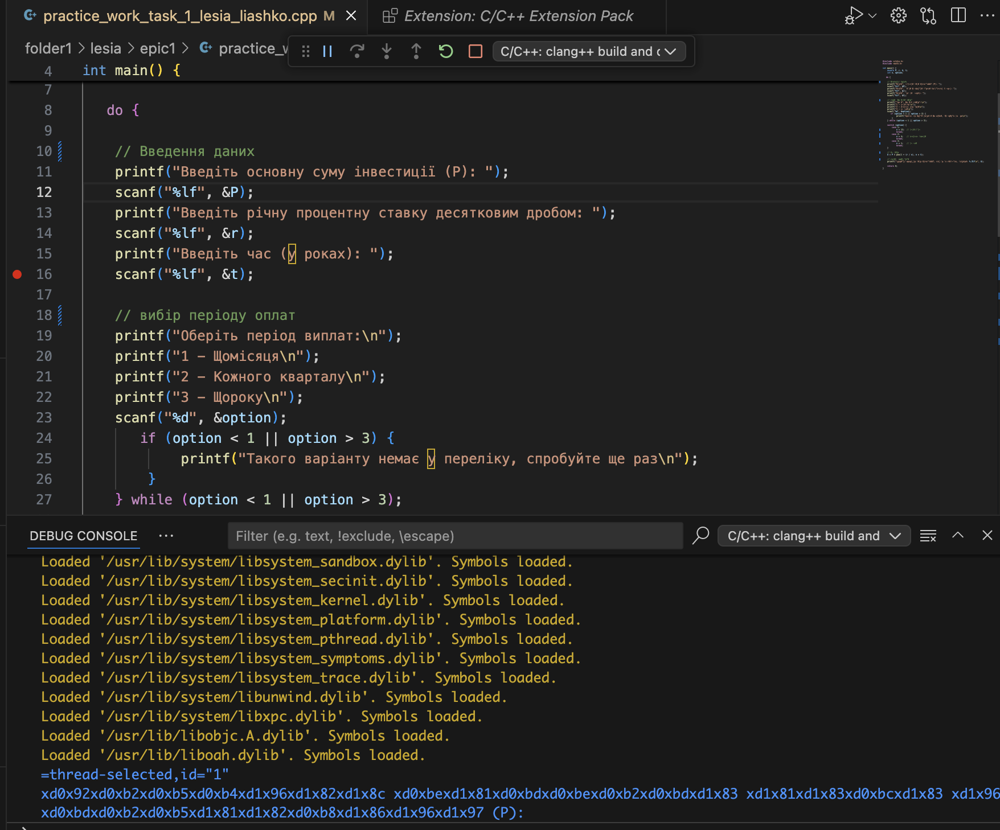 practice_work_task_1_lesia_liashko.cpp M
Extension: C/C++ Extension Pack
folder1 > lesia > epic1 > practice_w
C/C++: clang++ build and
4 int main() {
7
8 do {
9
10 // Введення даних
11 printf("Введіть основну суму інвестиції (P): ");
12 scanf("%lf", &P);
13 printf("Введіть річну процентну ставку десятковим дробом: ");
14 scanf("%lf", &r);
15 printf("Введіть час (у роках): ");
16 scanf("%lf", &t);
17
18 // вибір періоду оплат
19 printf("Оберіть період виплат:\n");
20 printf("1 – Щомісяця\n");
21 printf("2 – Кожного кварталу\n");
22 printf("3 – Щороку\n");
23 scanf("%d", &option);
24 if (option < 1 || option > 3) {
25 printf("Такого варіанту немає у переліку, спробуйте ще раз\n");
26 }
27 } while (option < 1 || option > 3);
DEBUG CONSOLE
Filter (e.g. text, !exclude, \escape)
C/C++: clang++ build and
Loaded '/usr/lib/system/libsystem_sandbox.dylib'. Symbols loaded.
Loaded '/usr/lib/system/libsystem_secinit.dylib'. Symbols loaded.
Loaded '/usr/lib/system/libsystem_kernel.dylib'. Symbols loaded.
Loaded '/usr/lib/system/libsystem_platform.dylib'. Symbols loaded.
Loaded '/usr/lib/system/libsystem_pthread.dylib'. Symbols loaded.
Loaded '/usr/lib/system/libsystem_symptoms.dylib'. Symbols loaded.
Loaded '/usr/lib/system/libsystem_trace.dylib'. Symbols loaded.
Loaded '/usr/lib/system/libunwind.dylib'. Symbols loaded.
Loaded '/usr/lib/system/libxpc.dylib'. Symbols loaded.
Loaded '/usr/lib/libobjc.A.dylib'. Symbols loaded.
Loaded '/usr/lib/liboah.dylib'. Symbols loaded.
=thread-selected,id="1"
xd0x92xd0xb2xd0xb5xd0xb4xd1x96xd1x82xd1x8c xd0xbexd1x81xd0xbdxd0xbexd0xb2xd0xbdxd1x83 xd1x81xd1x83xd0xbcxd1x83 xd1x96
xd0xbdxd0xb2xd0xb5xd1x81xd1x82xd0xb8xd1x86xd1x96xd1x97 (P):